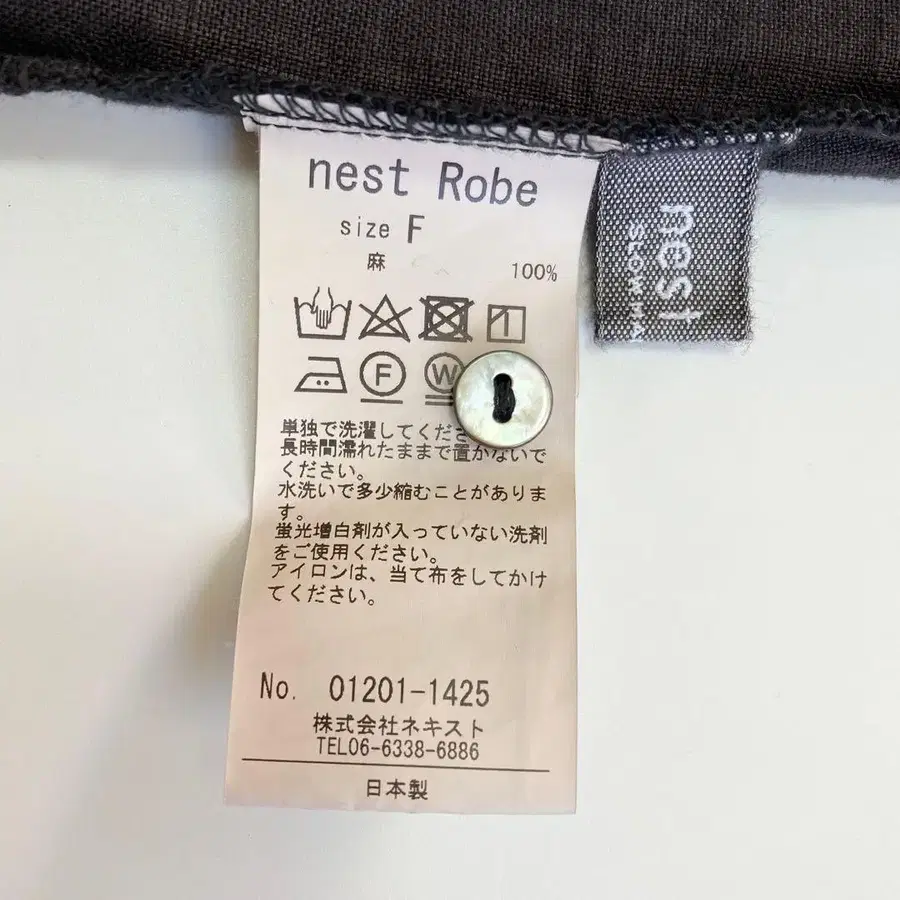 nest Robe
size F
麻
100%
F
W
単独で洗濯してくださ
長時間濡れたままで置かないで
ください。
水洗いで多少縮むことがありま
す。
蛍光増白剤が入っていない洗剤
をご使用ください。
アイロンは、当て布をしてかけ
てください。
No. 01201-1425
株式会社ネキスト
TEL06-6338-6886
日本製
nest